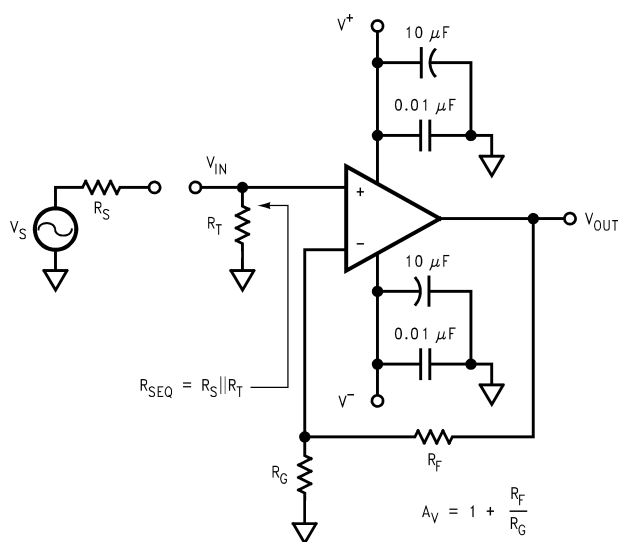 V⁺
10 μF
0.01 μF
V_IN
+
R_S
V_S
R_T
−
V_OUT
10 μF
0.01 μF
R_SEQ = R_S||R_T
V⁻
R_F
R_G
A_V = 1 + R_F/R_G